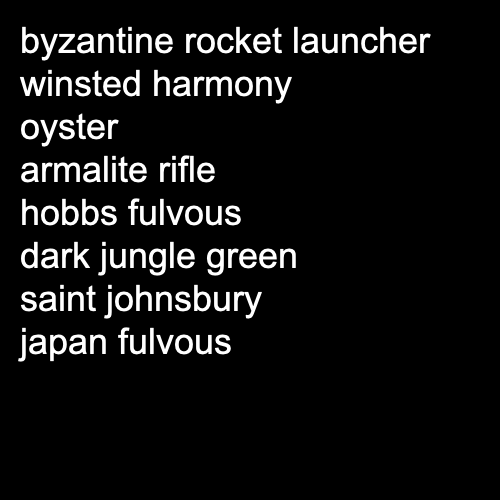 byzantine rocket launcher
winsted harmony
oyster
armalite rifle
hobbs fulvous
dark jungle green
saint johnsbury
japan fulvous